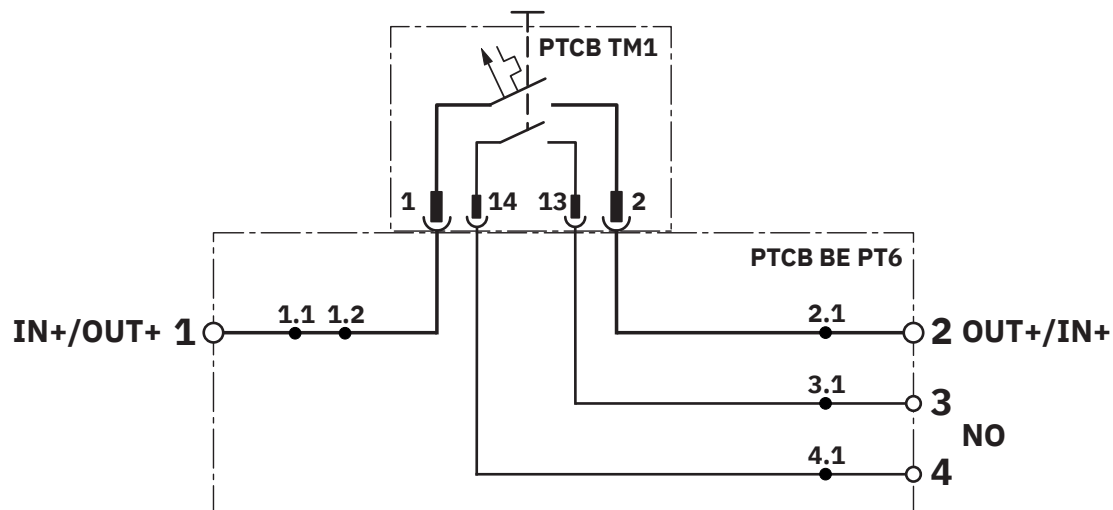 PTCB TM1
1 14 13 2
PTCB BE PT6
IN+/OUT+ 1 1.1 1.2 2.1 2 OUT+/IN+
3.1 3
NO
4.1 4